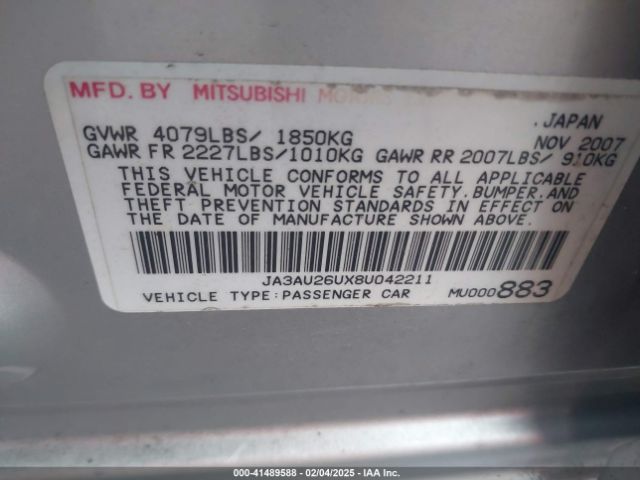 MFD. BY MITSUBISHI MOTORS
. JAPAN
GVWR 4079LBS/ 1850KG NOV 2007
GAWR FR 2227LBS/1010KG GAWR RR 2007LBS/ 910KG
THIS VEHICLE CONFORMS TO ALL APPLICABLE
FEDERAL MOTOR VEHICLE SAFETY.BUMPER.AND
THEFT PREVENTION STANDARDS IN EFFECT ON
THE DATE OF MANUFACTURE SHOWN ABOVE.
JA3AU26UX8U042211
VEHICLE TYPE:PASSENGER CAR MU000883
000-41489588 - 02/04/2025 - IAA Inc.